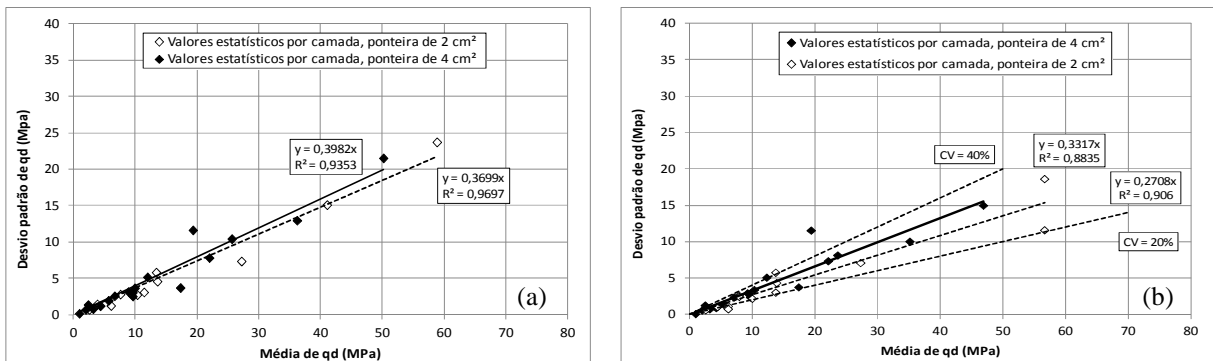 Desvio padrão de qd (Mpa)
40
35
30
25
20
15
10
5
0
◇ Valores estatísticos por camada, ponteira de 2 cm²
◆ Valores estatísticos por camada, ponteira de 4 cm²
y = 0,3982x
R² = 0,9353
y = 0,3699x
R² = 0,9697
(a)
0 10 20 30 40 50 60 70 80
Média de qd (MPa)
Desvio padrão de qd (Mpa)
40
35
30
25
20
15
10
5
0
◆ Valores estatísticos por camada, ponteira de 4 cm²
◇ Valores estatísticos por camada, ponteira de 2 cm²
CV = 40%
y = 0,3317x
R² = 0,8835
y = 0,2708x
R² = 0,906
CV = 20%
(b)
0 10 20 30 40 50 60 70 80
Média de qd (MPa)